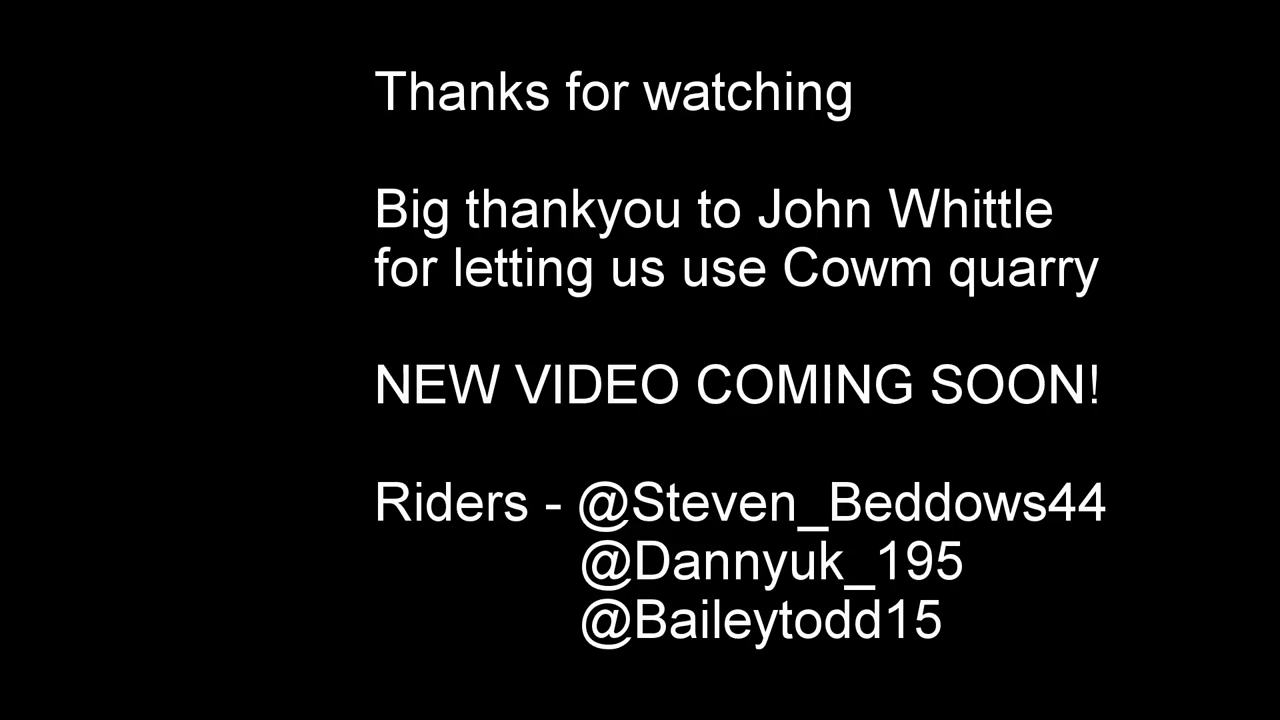 Thanks for watching
Big thankyou to John Whittle
for letting us use Cowm quarry
NEW VIDEO COMING SOON!
Riders - @Steven_Beddows44
@Dannyuk_195
@Baileytodd15